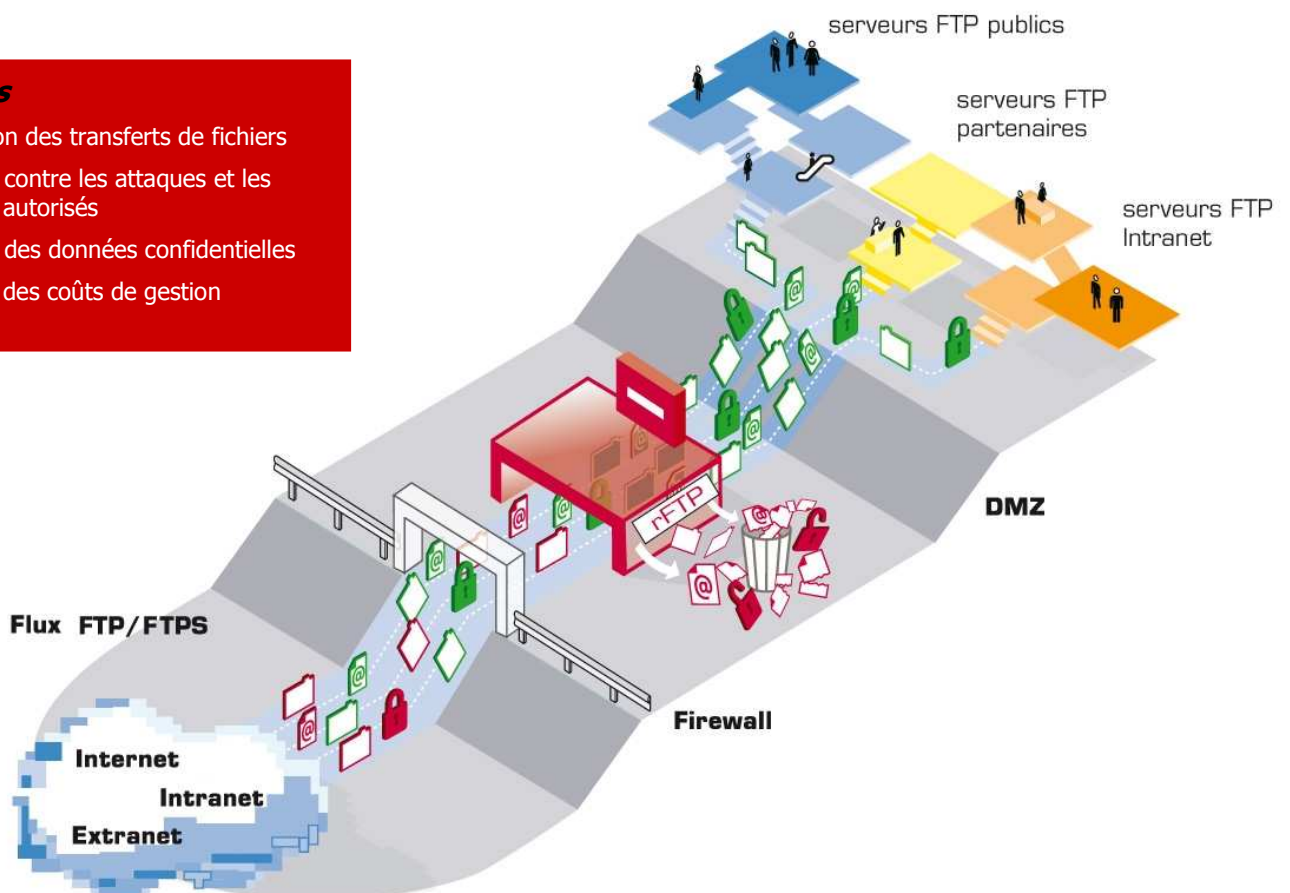 serveurs FTP publics
s
on des transferts de fichiers
contre les attaques et les
autorisés
des données confidentielles
des coûts de gestion
serveurs FTP
partenaires
serveurs FTP
Intranet
DMZ
rFTP
Flux FTP/FTPS
Firewall
Internet
Intranet
Extranet